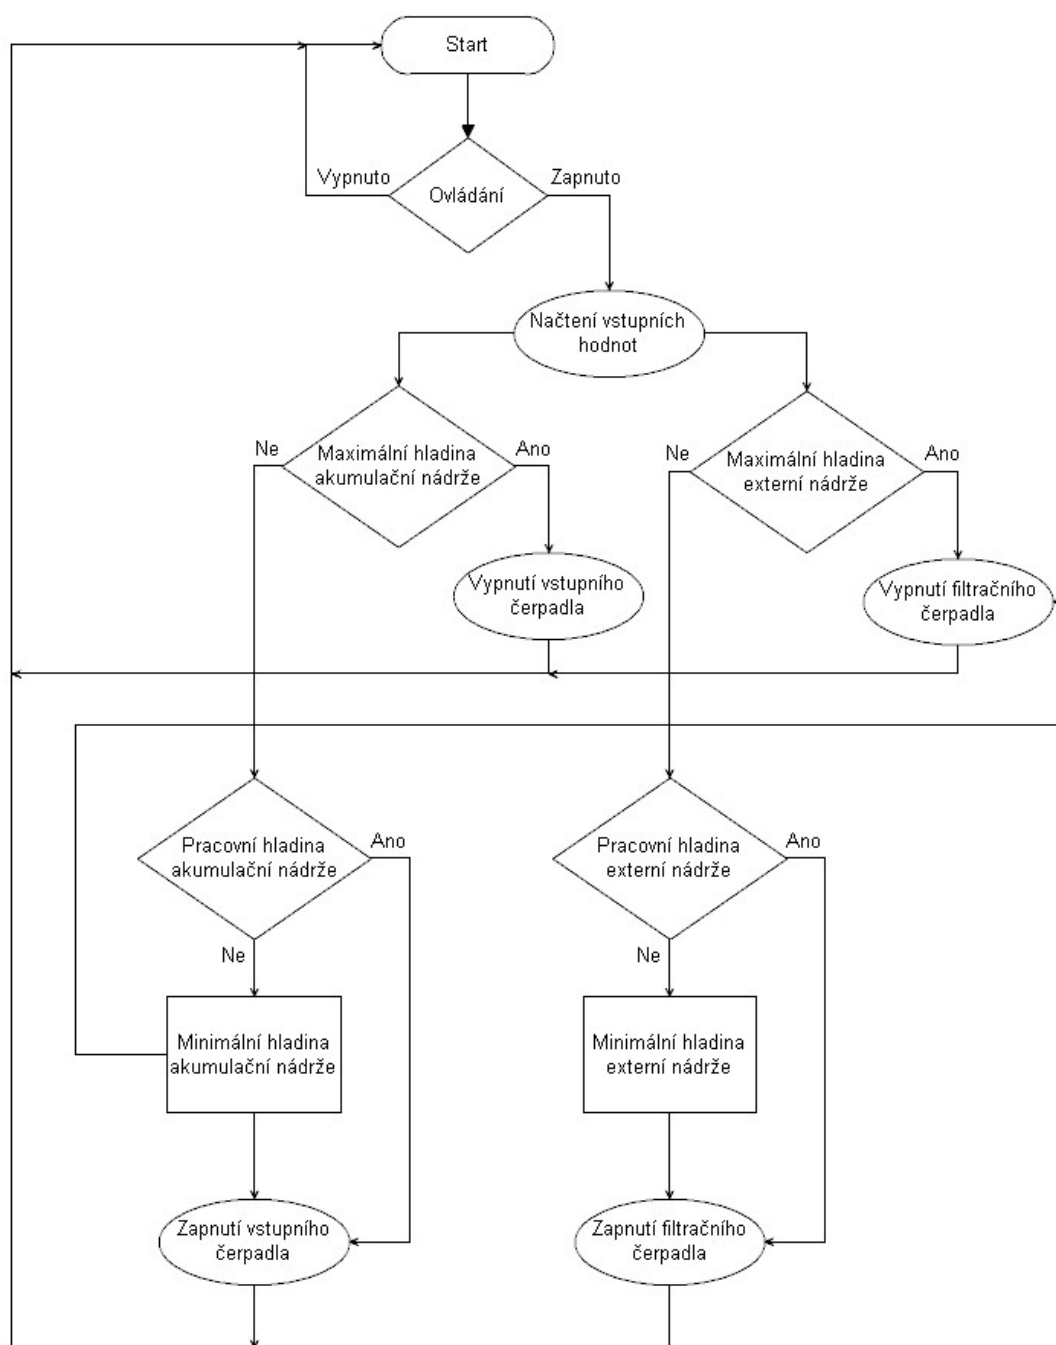 Start
Vypnuto
Zapnuto
Ovládání
Načtení vstupních
hodnot
Ne
Maximální hladina
akumulační nádrže
Ano
Ne
Maximální hladina
externí nádrže
Ano
Vypnutí vstupního
čerpadla
Vypnutí filtračního
čerpadla
Pracovní hladina
akumulační nádrže
Ano
Pracovní hladina
externí nádrže
Ano
Ne
Ne
Minimální hladina
akumulační nádrže
Minimální hladina
externí nádrže
Zapnutí vstupního
čerpadla
Zapnutí filtračního
čerpadla